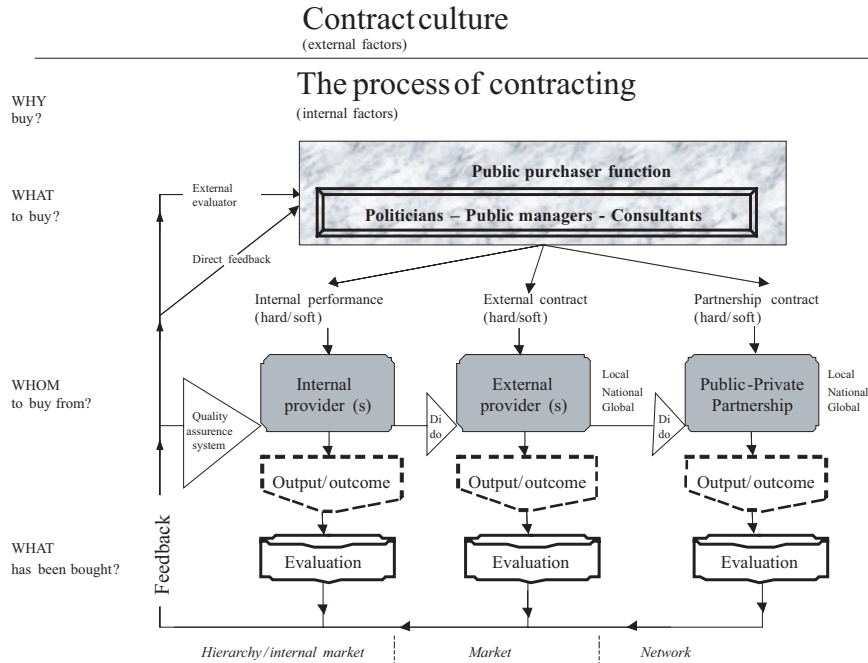 Contract culture
(external factors)
The process of contracting
(internal factors)
WHY
buy?
Public purchaser function
WHAT
to buy?
External
evaluator
Politicians – Public managers - Consultants
Direct feedback
Internal performance
(hard/soft)
External contract
(hard/soft)
Partnership contract
(hard/soft)
WHOM
to buy from?
Quality
assurence
system
Internal
provider (s)
Di
do
External
provider (s)
Local
National
Global
Di
do
Public-Private
Partnership
Local
National
Global
Output/outcome
Output/outcome
Output/outcome
WHAT
has been bought?
Feedback
Evaluation
Evaluation
Evaluation
Hierarchy/internal market
Market
Network